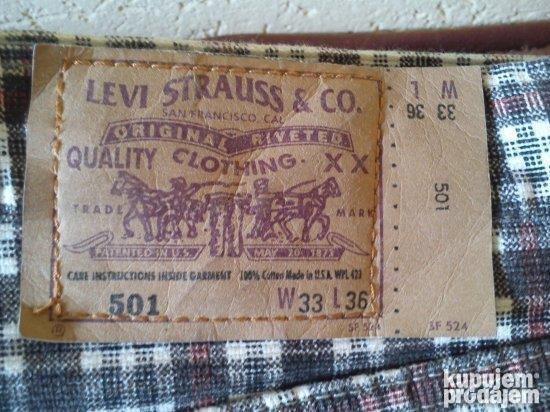 LEVI STRAUSS & CO.
SAN FRANCISCO, CAL
ORIGINAL RIVETED
QUALITY CLOTHING. XX
TRADE MARK
PATENTED IN U.S. MAY 20, 1873
CARE INSTRUCTIONS INSIDE GARMENT 100% Cotton Made in U.S.A. WPL 423
501 W33 L36
® SF 524 SF 524
W L
33 36
501
kupujem
prodajem